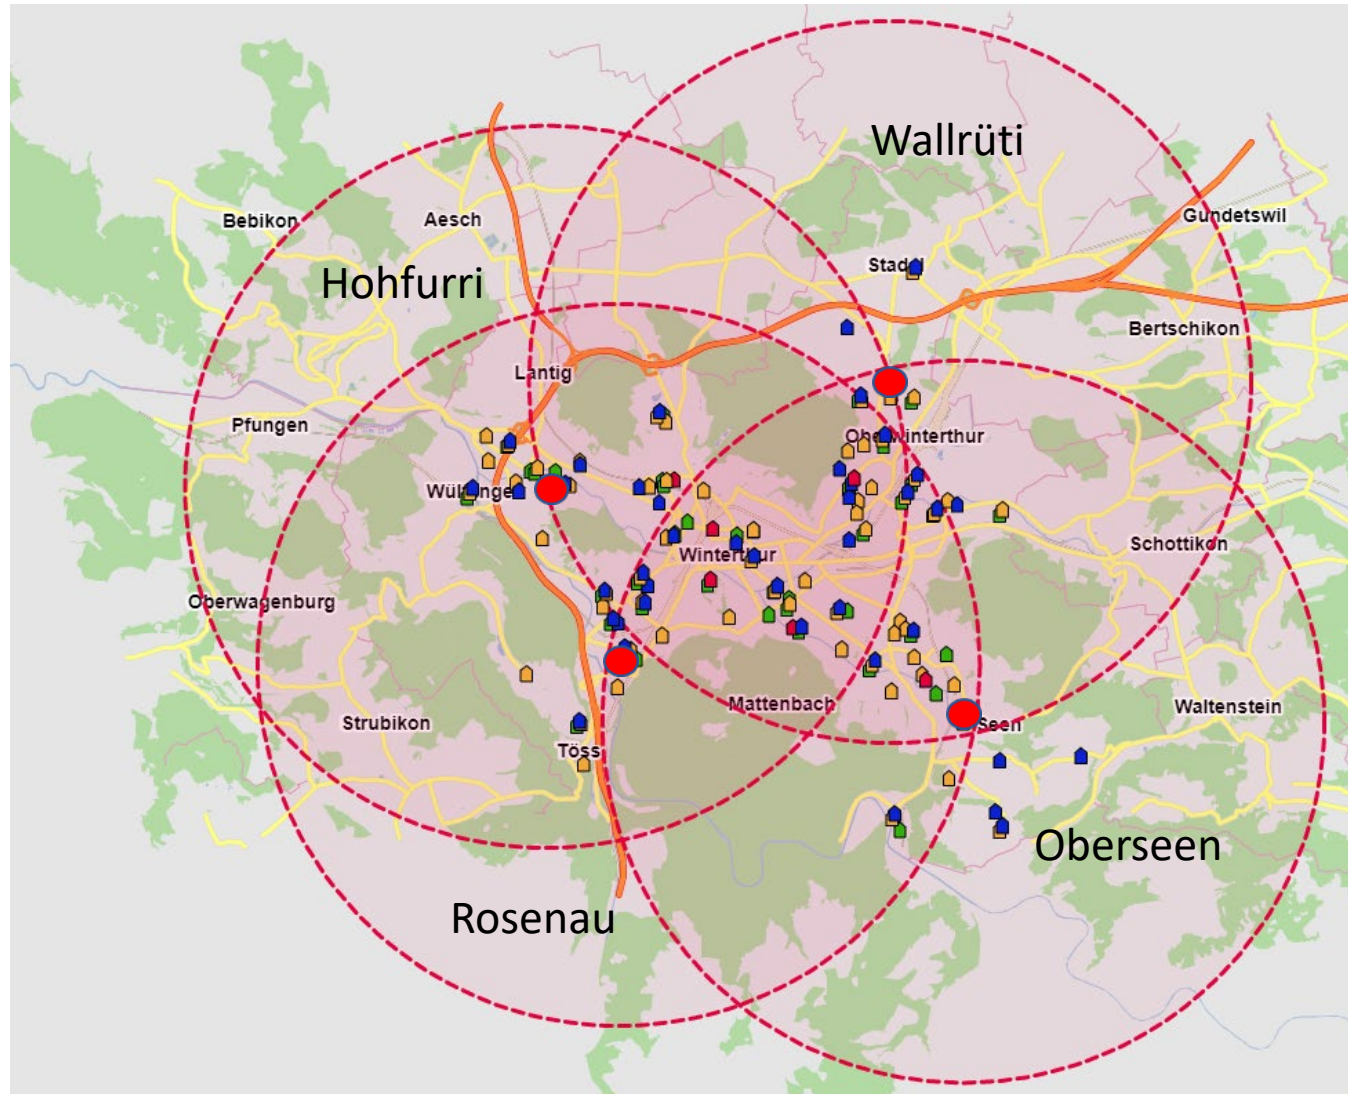 Wallrüti
Gundetswil
Bebikon
Aesch
Hohfurri
Stadel
Bertschikon
Lantig
Pfungen
Oberwinterthur
Wülflingen
Winterthur
Schottikon
Oberwagenburg
Mattenbach
Waltenstein
Strubikon
Seen
Töss
Oberseen
Rosenau